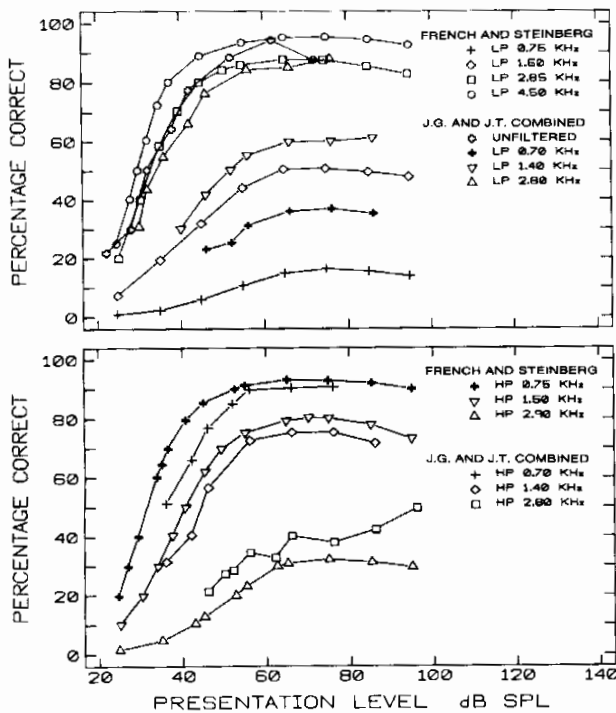 FRENCH AND STEINBERG
LP 0.75 KHz
LP 1.50 KHz
LP 2.85 KHz
LP 4.50 KHz
J.G. AND J.T. COMBINED
UNFILTERED
LP 0.70 KHz
LP 1.40 KHz
LP 2.80 KHz
PERCENTAGE CORRECT
100
80
60
40
20
0
FRENCH AND STEINBERG
HP 0.75 KHz
HP 1.50 KHz
HP 2.90 KHz
J.G. AND J.T. COMBINED
HP 0.70 KHz
HP 1.40 KHz
HP 2.80 KHz
PERCENTAGE CORRECT
100
80
60
40
20
0
20 40 60 80 100 120 140
PRESENTATION LEVEL dB SPL